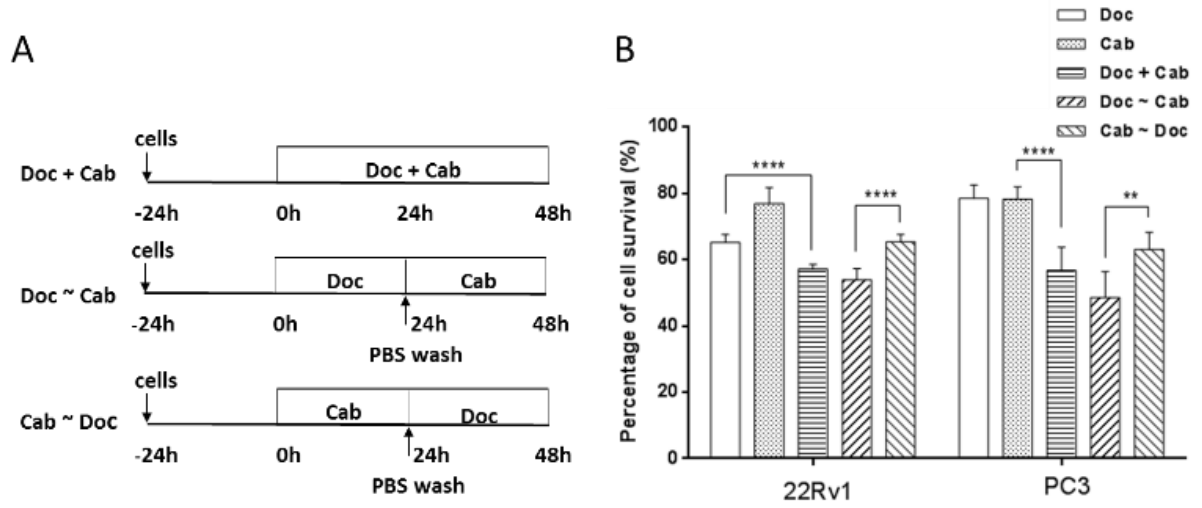 A
cells
Doc + Cab
Doc + Cab
-24h 0h 24h 48h
cells
Doc ~ Cab
Doc Cab
-24h 0h 24h 48h
PBS wash
cells
Cab ~ Doc
Cab Doc
-24h 0h 24h 48h
PBS wash
B
Doc
Cab
Doc + Cab
Doc ~ Cab
Cab ~ Doc
Percentage of cell survival (%)
100
80
60
40
20
0
****
****
****
**
22Rv1 PC3